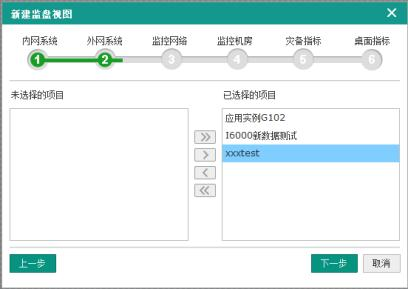 新建监盘视图
内网系统 外网系统 监控网络 监控机房 灾备指标 桌面指标
1 2 3 4 5 6
未选择的项目 已选择的项目
应用实例G102
I6000新数据测试
xxxtest
上一步 下一步 取消